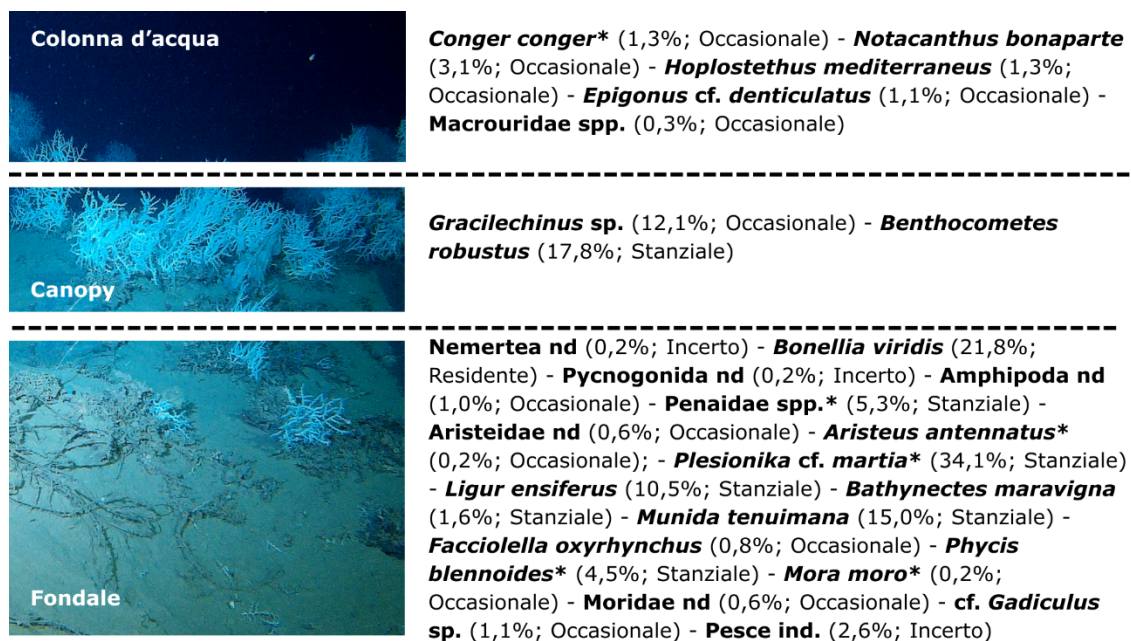 Colonna d'acqua
Conger conger* (1,3%; Occasionale) - Notacanthus bonaparte
(3,1%; Occasionale) - Hoplostethus mediterraneus (1,3%;
Occasionale) - Epigonus cf. denticulatus (1,1%; Occasionale) -
Macrouridae spp. (0,3%; Occasionale)
Gracilechinus sp. (12,1%; Occasionale) - Benthocometes
robustus (17,8%; Stanziale)
Canopy
Nemertea nd (0,2%; Incerto) - Bonellia viridis (21,8%;
Residente) - Pycnogonida nd (0,2%; Incerto) - Amphipoda nd
(1,0%; Occasionale) - Penaidae spp.* (5,3%; Stanziale) -
Aristeidae nd (0,6%; Occasionale) - Aristeus antennatus*
(0,2%; Occasionale); - Plesionika cf. martia* (34,1%; Stanziale)
- Ligur ensiferus (10,5%; Stanziale) - Bathynectes maravigna
(1,6%; Stanziale) - Munida tenuimana (15,0%; Stanziale) -
Facciolella oxyrhynchus (0,8%; Occasionale) - Phycis
blennoides* (4,5%; Stanziale) - Mora moro* (0,2%;
Occasionale) - Moridae nd (0,6%; Occasionale) - cf. Gadiculus
sp. (1,1%; Occasionale) - Pesce ind. (2,6%; Incerto)
Fondale